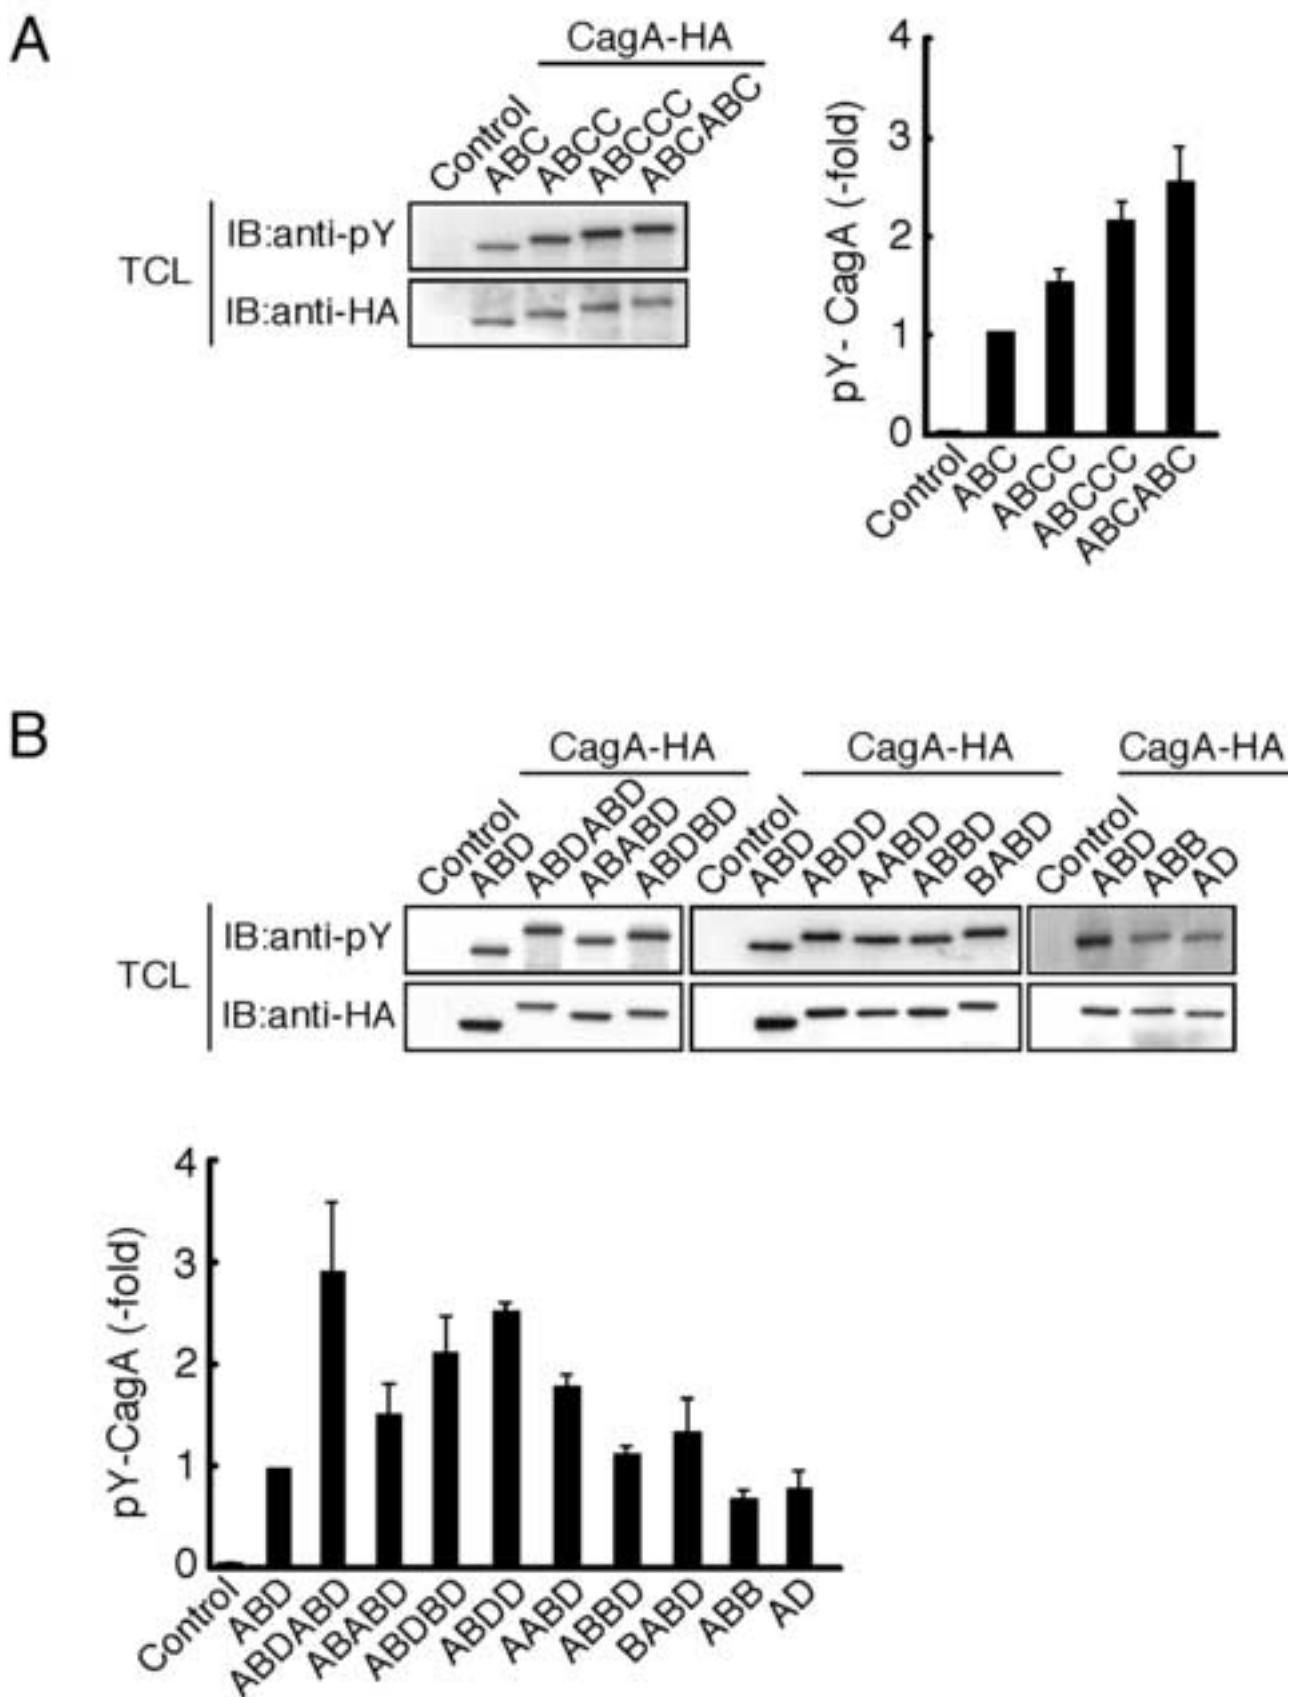 A
CagA-HA
Control
ABC
ABCC
ABCCC
ABCABC
TCL
IB:anti-pY
IB:anti-HA
pY- CagA (-fold)
4
3
2
1
0
Control
ABC
ABCC
ABCCC
ABCABC
B
CagA-HA
CagA-HA
CagA-HA
Control
ABD
ABDABD
ABABD
ABDBD
Control
ABD
ABDD
AABD
ABBD
BABD
Control
ABD
ABB
AD
TCL
IB:anti-pY
IB:anti-HA
pY-CagA (-fold)
4
3
2
1
0
Control
ABD
ABDABD
ABABD
ABDBD
ABDD
AABD
ABBD
BABD
ABB
AD